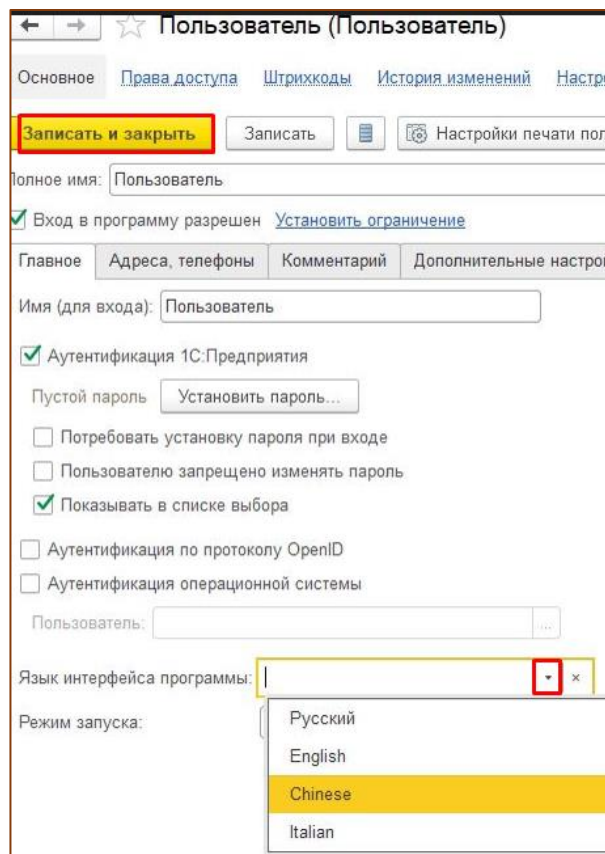 Пользователь (Пользователь)
Основное Права доступа Штрихкоды История изменений Настр
Записать и закрыть Записать Настройки печати пол
Полное имя: Пользователь
Вход в программу разрешен Установить ограничение
Главное Адреса, телефоны Комментарий Дополнительные настро
Имя (для входа): Пользователь
Аутентификация 1С:Предприятия
Пустой пароль Установить пароль...
Потребовать установку пароля при входе
Пользователю запрещено изменять пароль
Показывать в списке выбора
Аутентификация по протоколу OpenID
Аутентификация операционной системы
Пользователь: ...
Язык интерфейса программы:
Режим запуска: Русский
English
Chinese
Italian